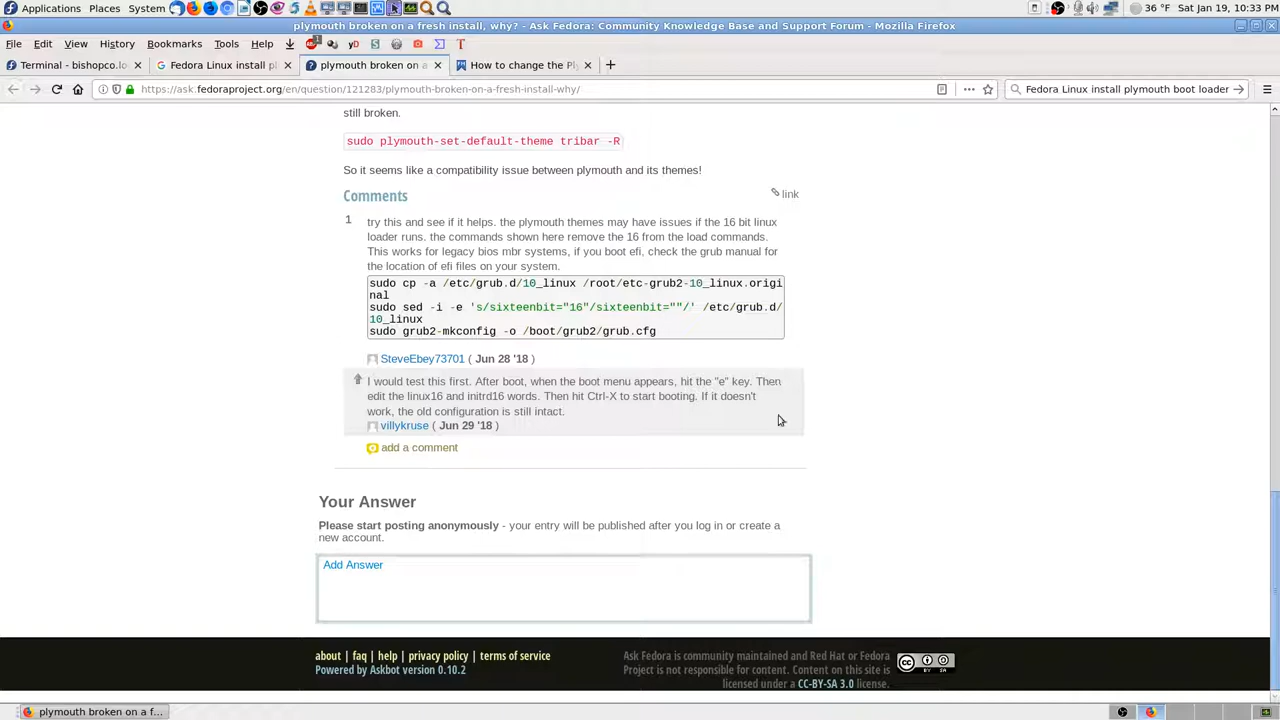 Applications Places System 36 °F Sat Jan 19, 10:33 PM
plymouth broken on a fresh install, why? - Ask Fedora: Community Knowledge Base and Support Forum - Mozilla Firefox
File Edit View History Bookmarks Tools Help
Terminal - bishopco.lo
Fedora Linux install pl
plymouth broken on a
How to change the Ply
https://ask.fedoraproject.org/en/question/121283/plymouth-broken-on-a-fresh-install-why/
Fedora Linux install plymouth boot loader
still broken.
sudo plymouth-set-default-theme tribar -R
So it seems like a compatibility issue between plymouth and its themes!
Comments
link
1
try this and see if it helps. the plymouth themes may have issues if the 16 bit linux
loader runs. the commands shown here remove the 16 from the load commands.
This works for legacy bios mbr systems, if you boot efi, check the grub manual for
the location of efi files on your system.
sudo cp -a /etc/grub.d/10_linux /root/etc-grub2-10_linux.origi
nal
sudo sed -i -e 's/sixteenbit="16"/sixteenbit=""/' /etc/grub.d/
10_linux
sudo grub2-mkconfig -o /boot/grub2/grub.cfg
SteveEbey73701 ( Jun 28 '18 )
I would test this first. After boot, when the boot menu appears, hit the "e" key. Then
edit the linux16 and initrd16 words. Then hit Ctrl-X to start booting. If it doesn't
work, the old configuration is still intact.
villykruse ( Jun 29 '18 )
add a comment
Your Answer
Please start posting anonymously - your entry will be published after you log in or create a
new account.
Add Answer
about | faq | help | privacy policy | terms of service
Powered by Askbot version 0.10.2
Ask Fedora is community maintained and Red Hat or Fedora
Project is not responsible for content. Content on this site is
licensed under a CC-BY-SA 3.0 license.
plymouth broken on a f...